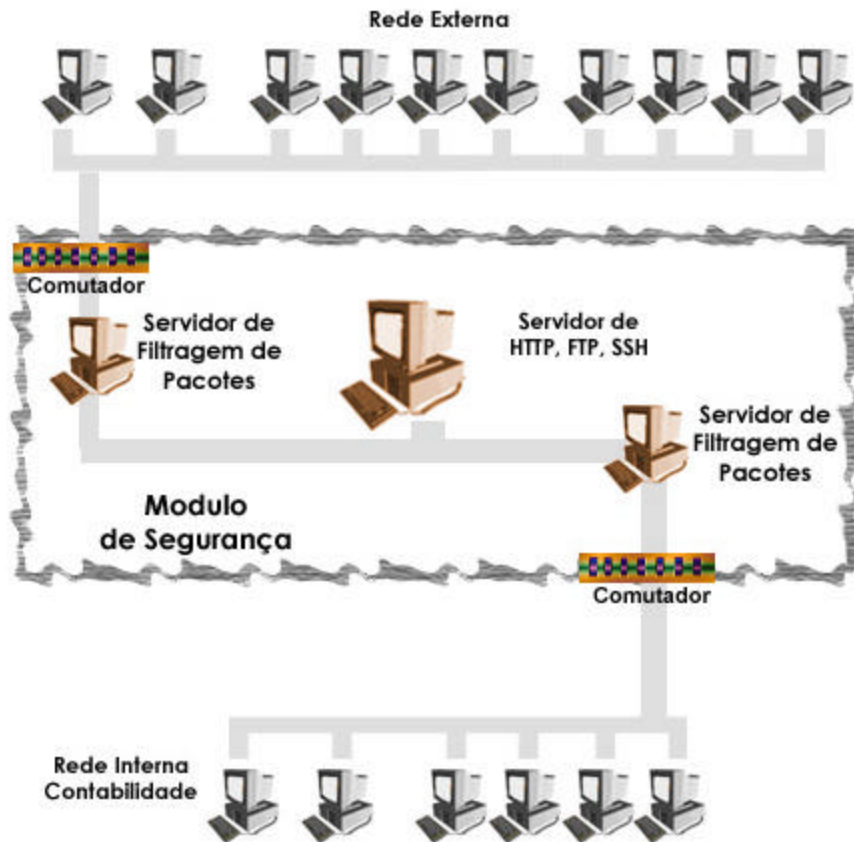 Rede Externa
Comutador
Servidor de
Filtragem de
Pacotes
Servidor de
HTTP, FTP, SSH
Servidor de
Filtragem de
Pacotes
Modulo
de Segurança
Comutador
Rede Interna
Contabilidade